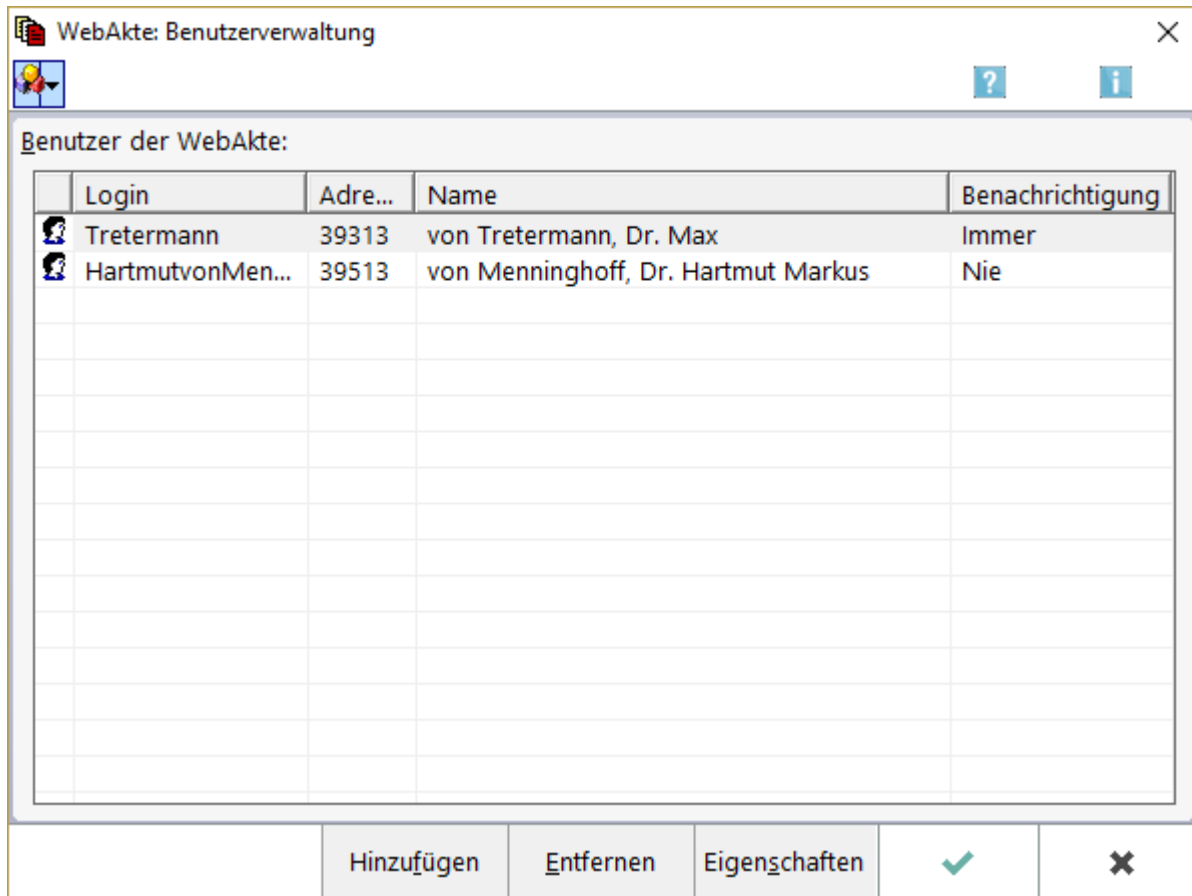 WebAkte: Benutzerverwaltung
?
i
Benutzer der WebAkte:
Login Adre... Name Benachrichtigung
Tretermann 39313 von Tretermann, Dr. Max Immer
HartmutvonMen... 39513 von Menninghoff, Dr. Hartmut Markus Nie
Hinzufügen Entfernen Eigenschaften